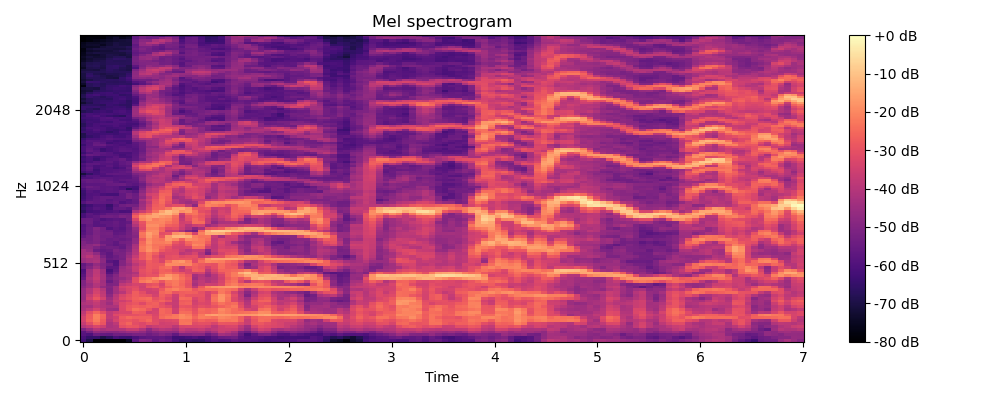 Mel spectrogram
Hz
2048
1024
512
0
0 1 2 3 4 5 6 7
Time
+0 dB
-10 dB
-20 dB
-30 dB
-40 dB
-50 dB
-60 dB
-70 dB
-80 dB